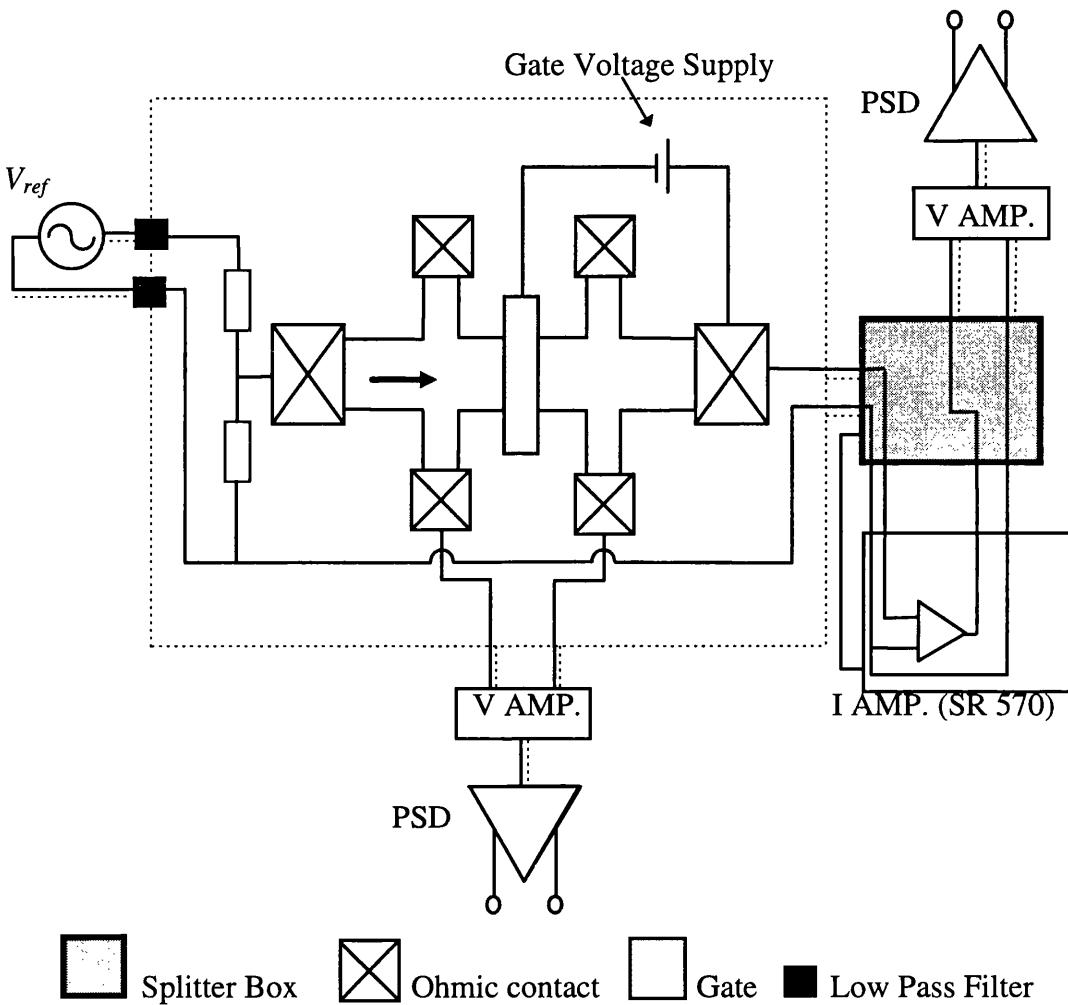 Gate Voltage Supply
PSD
V_ref
V AMP.
I AMP. (SR 570)
V AMP.
PSD
Splitter Box
Ohmic contact
Gate
Low Pass Filter